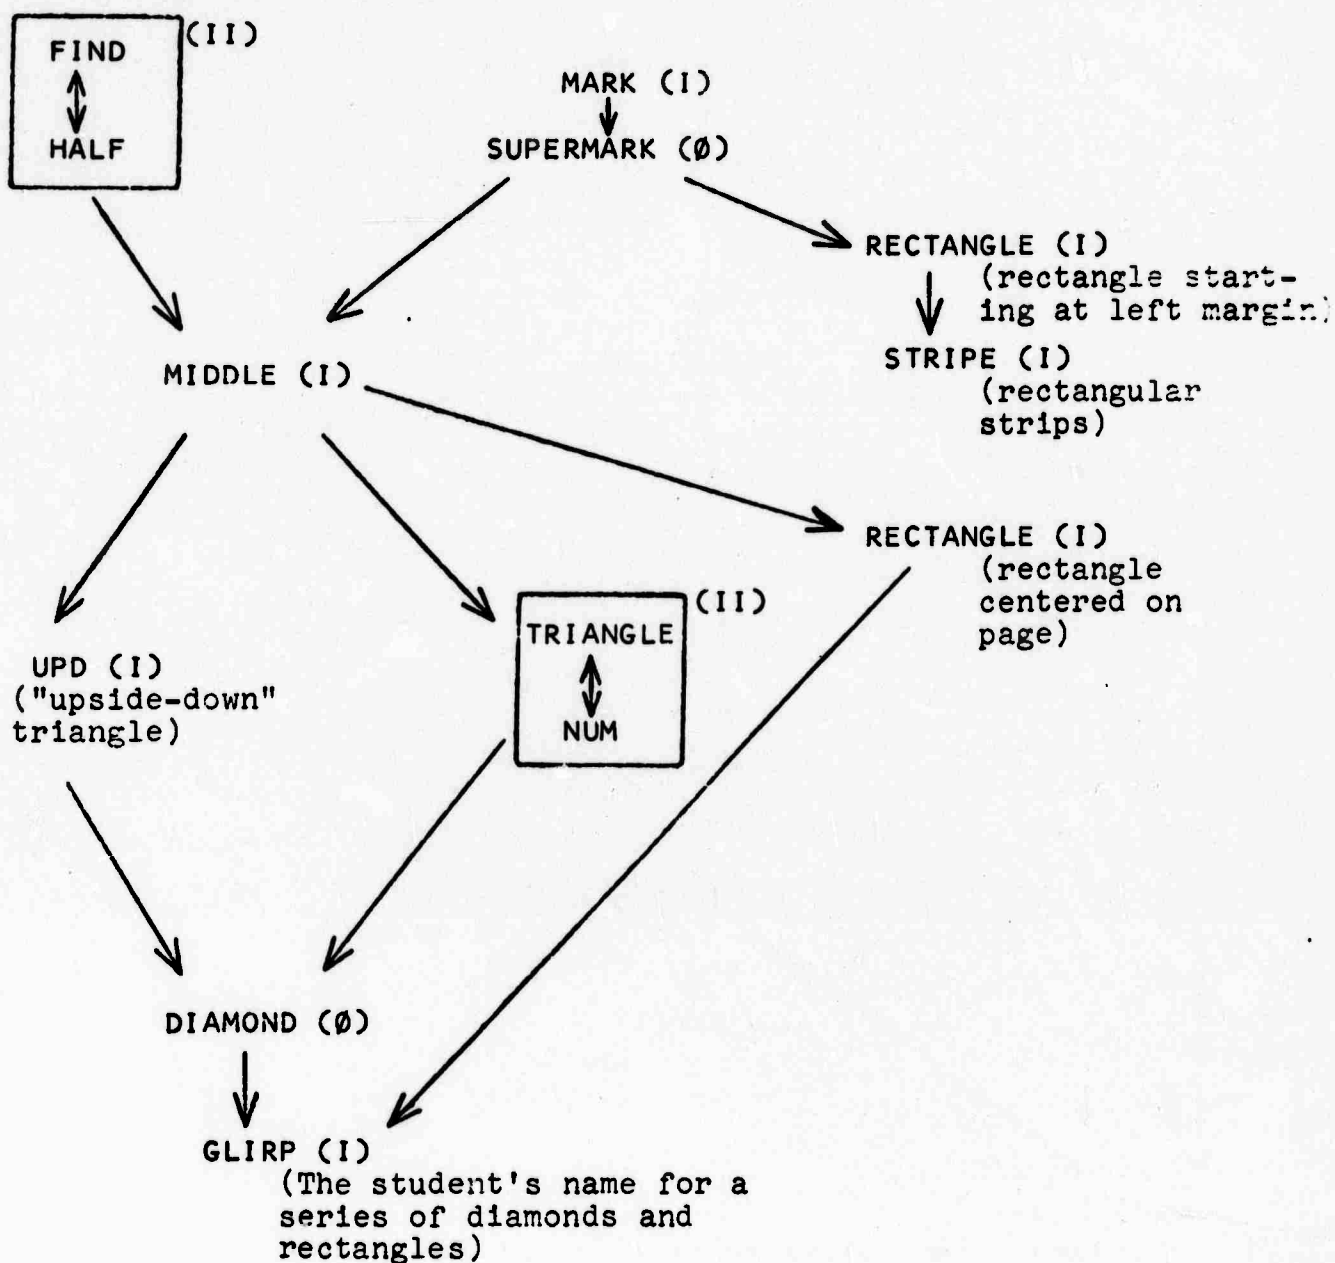 FIND
(II)
HALF
MARK (I)
SUPERMARK (Ø)
RECTANGLE (I)
(rectangle start-
ing at left margin)
STRIPE (I)
(rectangular
strips)
MIDDLE (I)
RECTANGLE (I)
(rectangle
centered on
page)
TRIANGLE
(II)
NUM
UPD (I)
("upside-down"
triangle)
DIAMOND (Ø)
GLIRP (I)
(The student's name for a
series of diamonds and
rectangles)